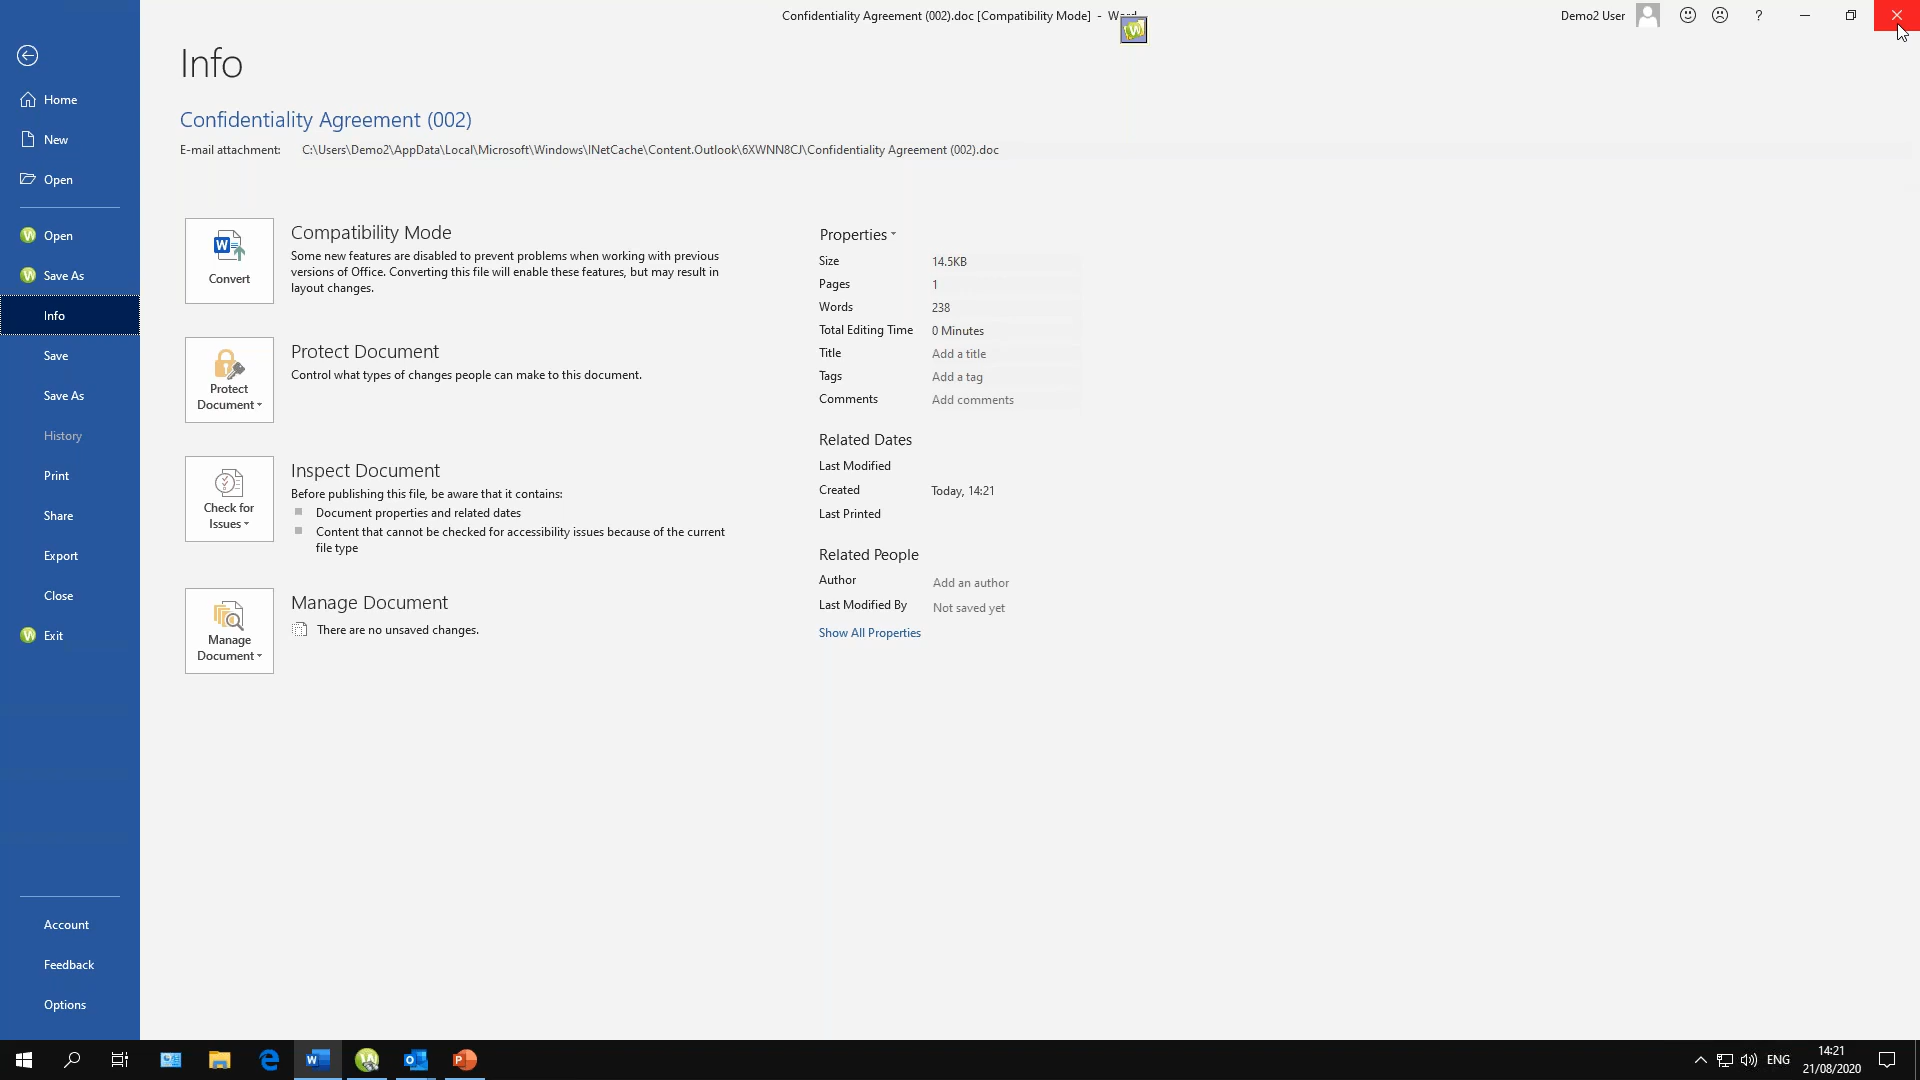 Confidentiality Agreement (002).doc [Compatibility Mode] - Word
Demo2 User
?
Info
Home
Confidentiality Agreement (002)
New
E-mail attachment: C:\Users\Demo2\AppData\Local\Microsoft\Windows\INetCache\Content.Outlook\6XWNN8CJ\Confidentiality Agreement (002).doc
Open
Open
Save As
Info
Save
Save As
History
Print
Share
Export
Close
Exit
Account
Feedback
Options
Convert
Compatibility Mode
Some new features are disabled to prevent problems when working with previous
versions of Office. Converting this file will enable these features, but may result in
layout changes.
Protect
Document
Protect Document
Control what types of changes people can make to this document.
Check for
Issues
Inspect Document
Before publishing this file, be aware that it contains:
Document properties and related dates
Content that cannot be checked for accessibility issues because of the current
file type
Manage
Document
Manage Document
There are no unsaved changes.
Properties
Size 14.5KB
Pages 1
Words 238
Total Editing Time 0 Minutes
Title Add a title
Tags Add a tag
Comments Add comments
Related Dates
Last Modified
Created Today, 14:21
Last Printed
Related People
Author Add an author
Last Modified By Not saved yet
Show All Properties
ENG
14:21
21/08/2020